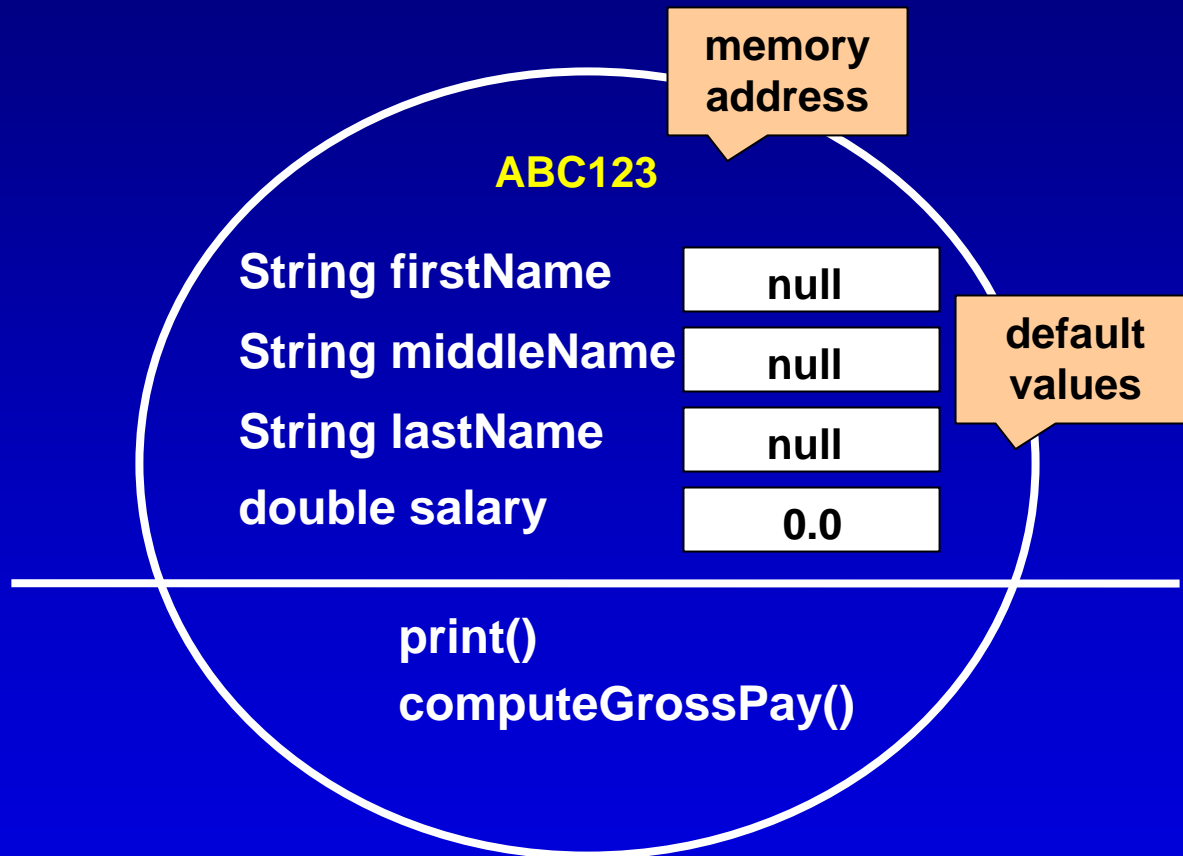 memory
address
ABC123
String firstName
null
String middleName
null
default
values
String lastName
null
double salary
0.0
print()
computeGrossPay()